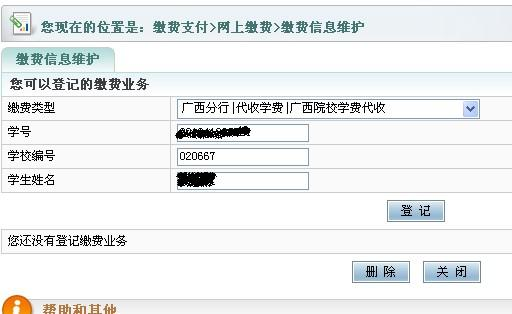 您现在的位置是：缴费支付>网上缴费>缴费信息维护
缴费信息维护
您可以登记的缴费业务
缴费类型 广西分行|代收学费|广西院校学费代收
学号
学校编号 020667
学生姓名
登 记
您还没有登记缴费业务
删 除 关 闭
帮助和其他